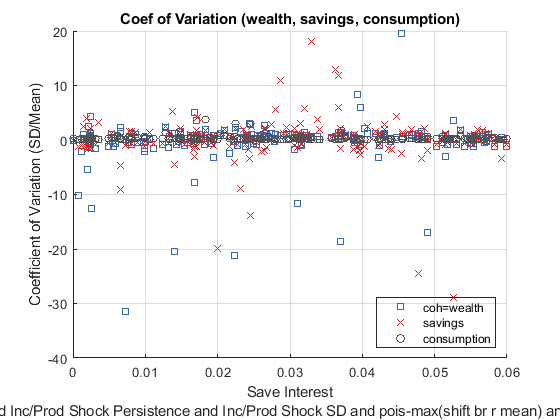 Coef of Variation (wealth, savings, consumption)
Coefficient of Variation (SD/Mean)
20
10
0
-10
-20
-30
-40
0 0.01 0.02 0.03 0.04 0.05 0.06
coh=wealth
savings
consumption
Save Interest
d Inc/Prod Shock Persistence and Inc/Prod Shock SD and pois-max(shift br r mean) an